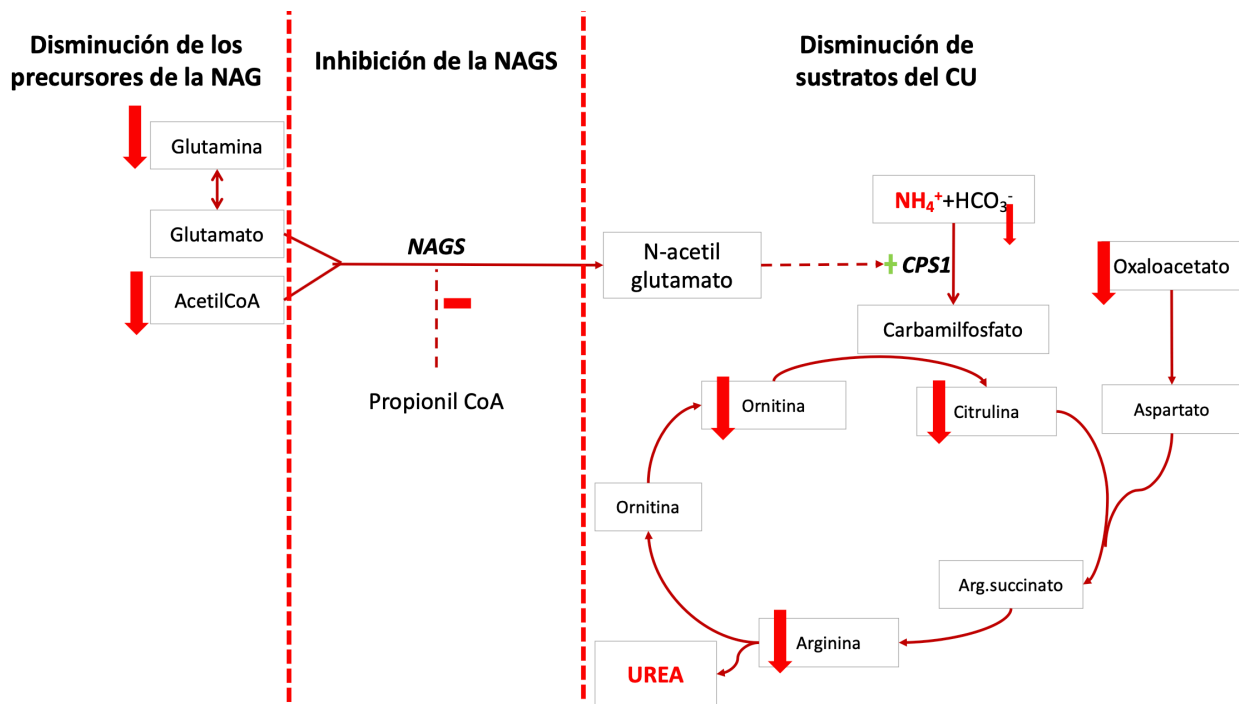 Disminución de los
precursores de la NAG
Inhibición de la NAGS
Disminución de
sustratos del CU
Glutamina
Glutamato
AcetilCoA
NAGS
Propionil CoA
N-acetil
glutamato
NH₄⁺+HCO₃⁻
+ CPS1
Carbamilfosfato
Oxaloacetato
Aspartato
Ornitina
Citrulina
Ornitina
Arg.succinato
Arginina
UREA